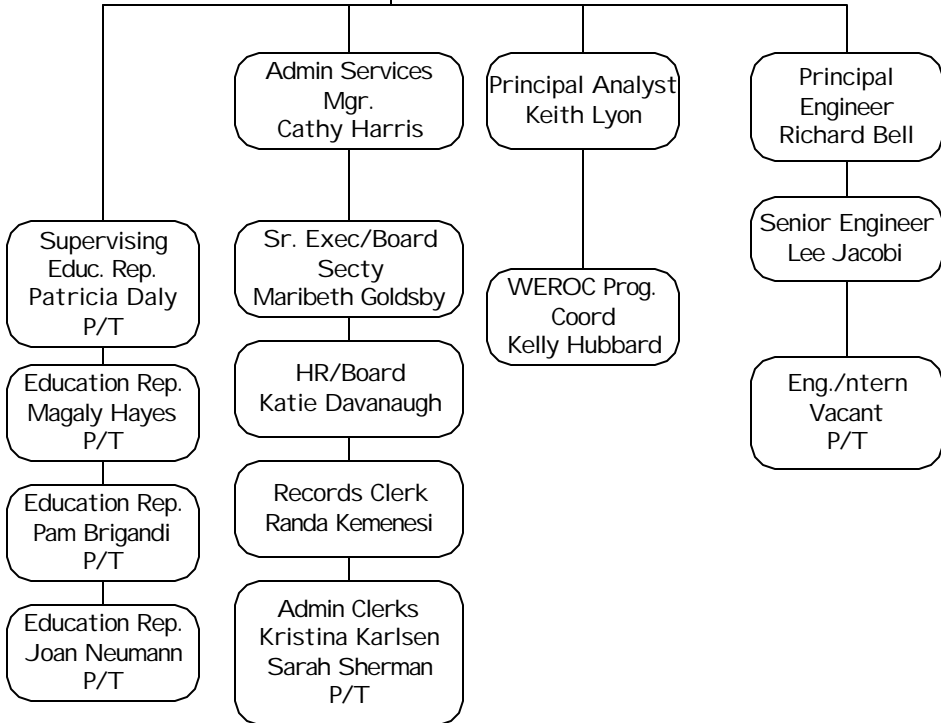 Admin Services
Mgr.
Cathy Harris
Principal Analyst
Keith Lyon
Principal
Engineer
Richard Bell
Supervising
Educ. Rep.
Patricia Daly
P/T
Sr. Exec/Board
Secty
Maribeth Goldsby
WEROC Prog.
Coord
Kelly Hubbard
Senior Engineer
Lee Jacobi
Education Rep.
Magaly Hayes
P/T
HR/Board
Katie Davanaugh
Eng./ntern
Vacant
P/T
Education Rep.
Pam Brigandi
P/T
Records Clerk
Randa Kemenesi
Education Rep.
Joan Neumann
P/T
Admin Clerks
Kristina Karlsen
Sarah Sherman
P/T